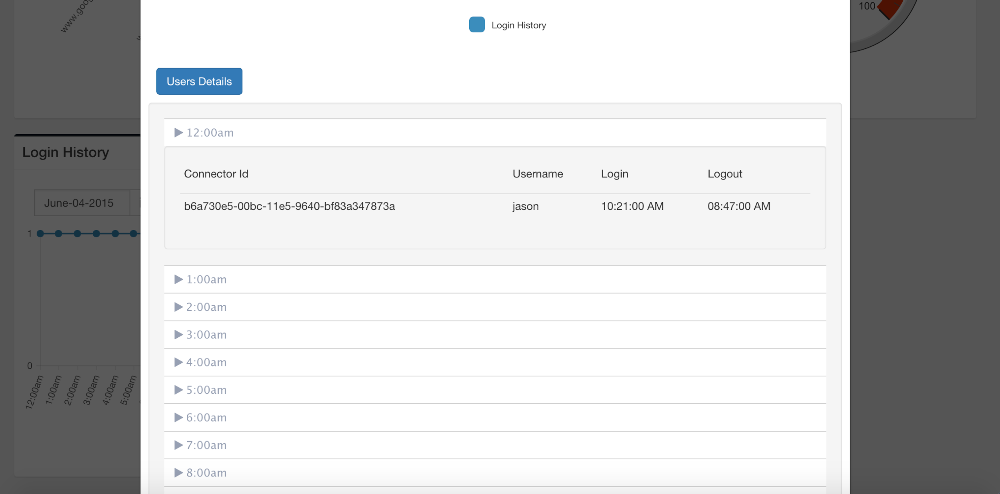 www.goo
100
Login History
Users Details
12:00am
Login History
Connector Id Username Login Logout
June-04-2015
b6a730e5-00bc-11e5-9640-bf83a347873a jason 10:21:00 AM 08:47:00 AM
1
1:00am
2:00am
3:00am
4:00am
0
5:00am
12:00am 1:00am 2:00am 3:00am 4:00am 5:00am
6:00am
7:00am
8:00am